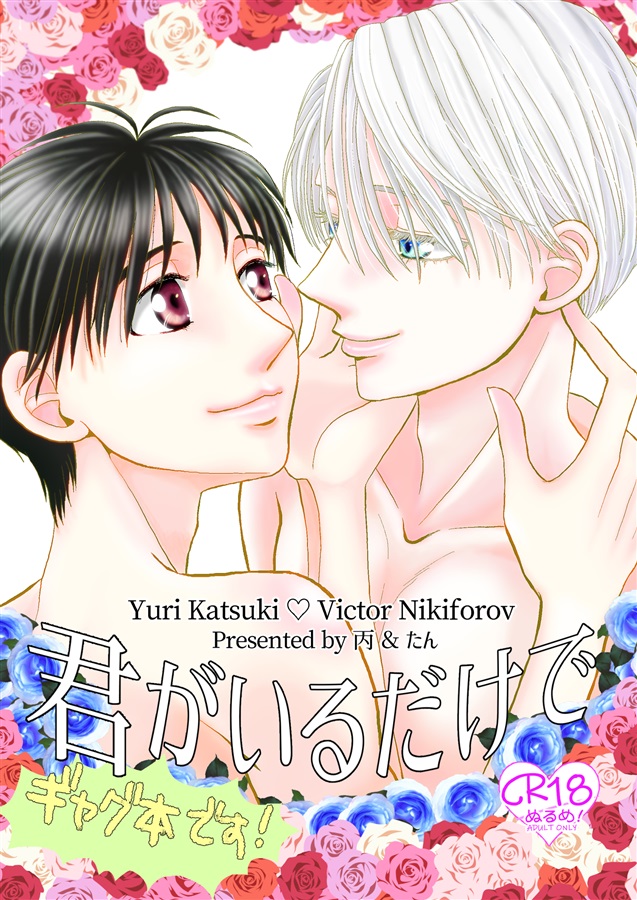 Yuri Katsuki ♡ Victor Nikiforov
Presented by 丙 & たん
君がいるだけで
ギャグ本です!
R18
ぬるめ!
ADULT ONLY